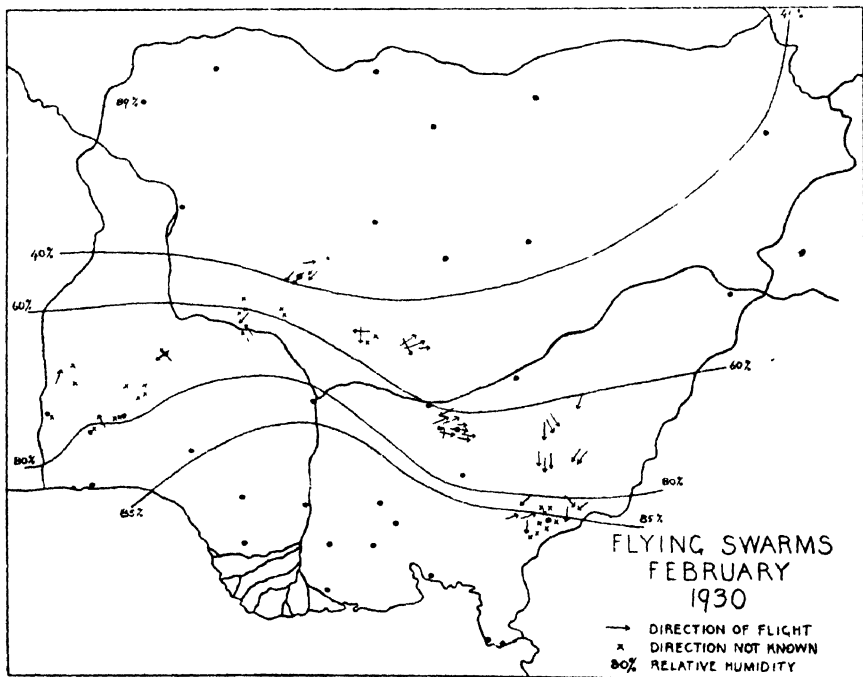 89%
40%
40%
60%
60%
80%
80%
85%
85%
FLYING SWARMS
FEBRUARY
1930
→ DIRECTION OF FLIGHT
x DIRECTION NOT KNOWN
80% RELATIVE HUMIDITY